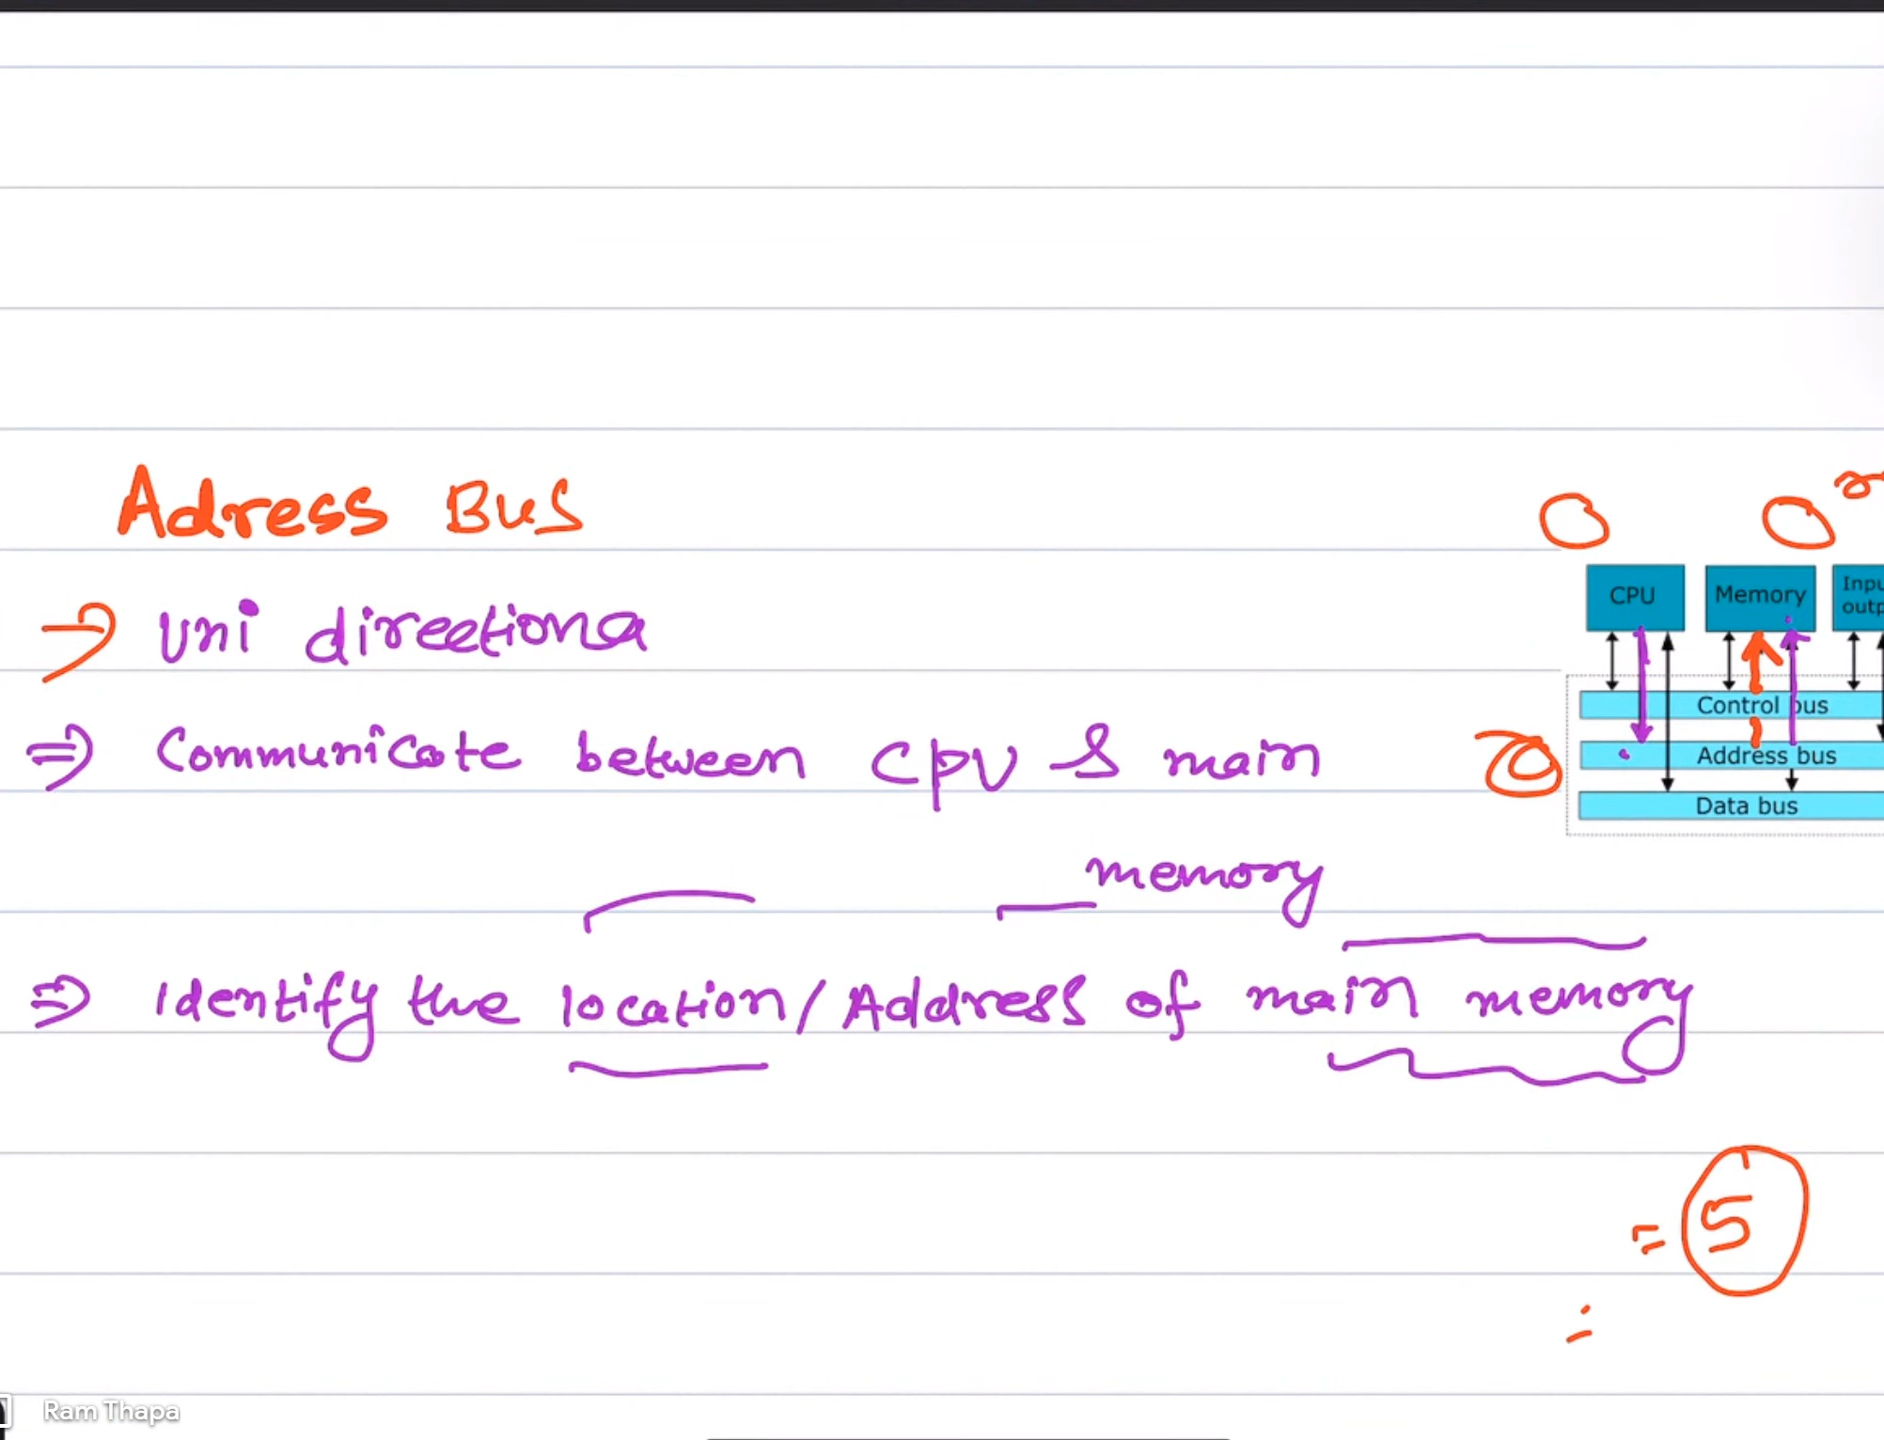 Adress Bus
Uni directiona
CPU Memory
Communicate between CPU & main
Control bus
Address bus
Data bus
memory
Identify the location / Address of main memory
= 5
Ram Thapa